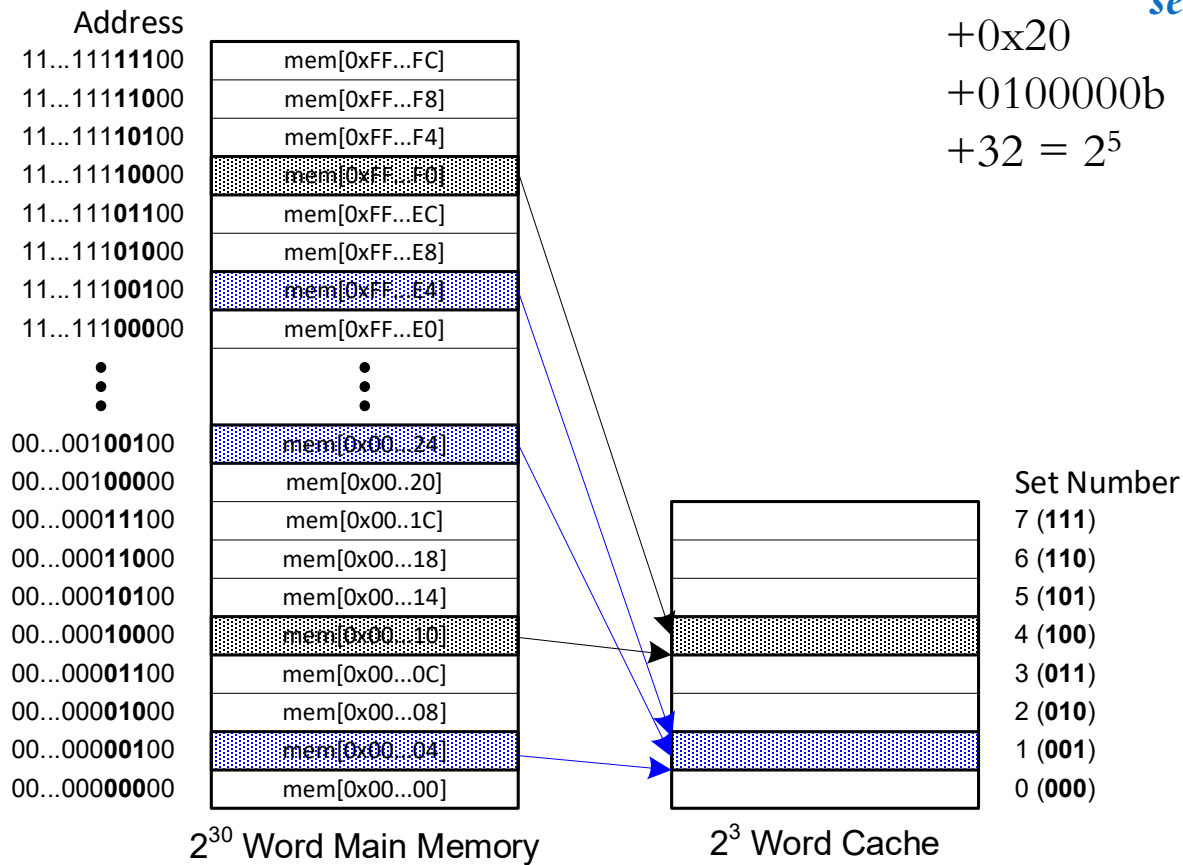 se
+0x20
+0100000b
+32 = 2⁵
Address
11...11111100 mem[0xFF...FC]
11...11111000 mem[0xFF...F8]
11...11110100 mem[0xFF...F4]
11...11110000 mem[0xFF...F0]
11...11101100 mem[0xFF...EC]
11...11101000 mem[0xFF...E8]
11...11100100 mem[0xFF...E4]
11...11100000 mem[0xFF...E0]
00...00100100 mem[0x00...24]
00...00100000 mem[0x00..20]
00...00011100 mem[0x00..1C]
00...00011000 mem[0x00...18]
00...00010100 mem[0x00...14]
00...00010000 mem[0x00...10]
00...00001100 mem[0x00...0C]
00...00001000 mem[0x00...08]
00...00000100 mem[0x00...04]
00...00000000 mem[0x00...00]
2³⁰ Word Main Memory
Set Number
7 (111)
6 (110)
5 (101)
4 (100)
3 (011)
2 (010)
1 (001)
0 (000)
2³ Word Cache